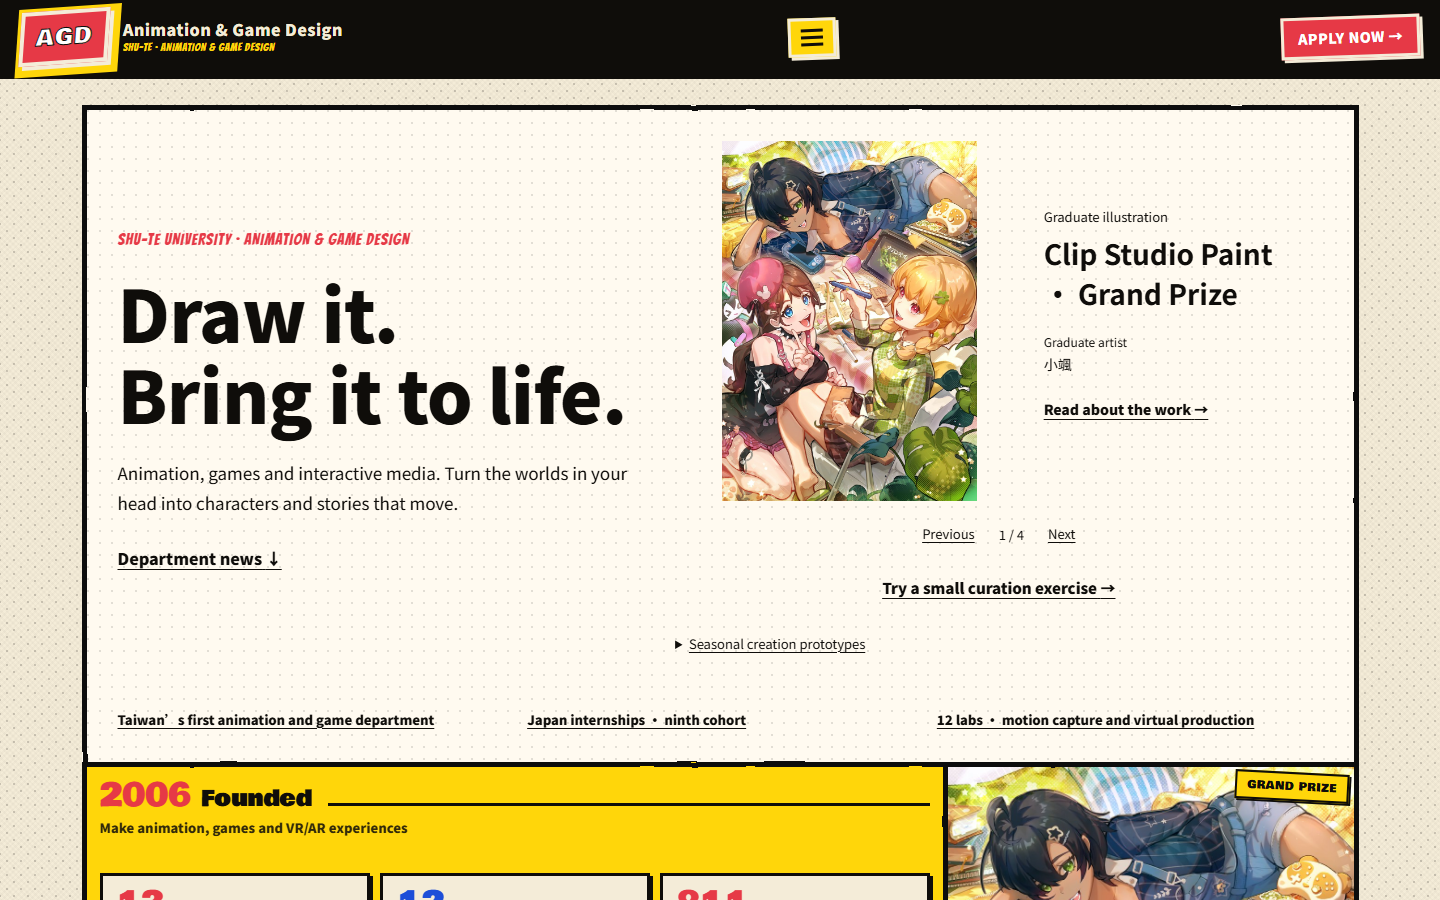 AGD
Animation & Game Design
SHU-TE · ANIMATION & GAME DESIGN
APPLY NOW →
SHU-TE UNIVERSITY · ANIMATION & GAME DESIGN
Draw it.
Bring it to life.
Animation, games and interactive media. Turn the worlds in your
head into characters and stories that move.
Department news ↓
Graduate illustration
Clip Studio Paint
・ Grand Prize
Graduate artist
小颯
Read about the work →
Previous 1 / 4 Next
Try a small curation exercise →
▶ Seasonal creation prototypes
Taiwan’s first animation and game department
Japan internships・ninth cohort
12 labs・motion capture and virtual production
2006 Founded
Make animation, games and VR/AR experiences
GRAND PRIZE